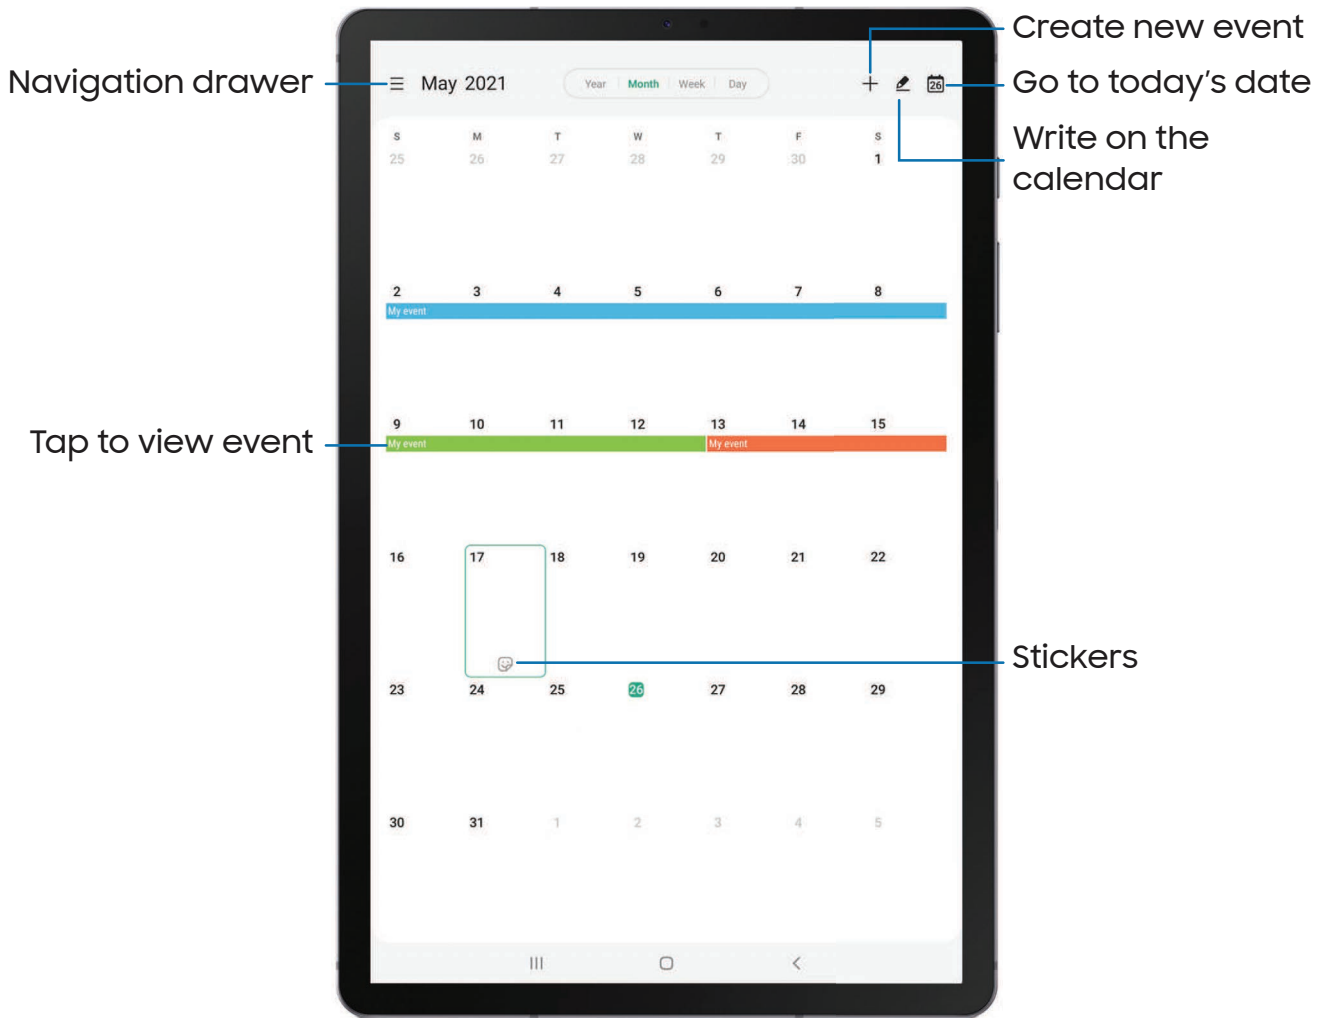 Create new event
Navigation drawer
May 2021
Year Month Week Day
26
Go to today's date
Write on the
calendar
S M T W T F S
25 26 27 28 29 30 1
2 3 4 5 6 7 8
My event
9 10 11 12 13 14 15
Tap to view event
My event My event
16 17 18 19 20 21 22
Stickers
23 24 25 26 27 28 29
30 31 1 2 3 4 5